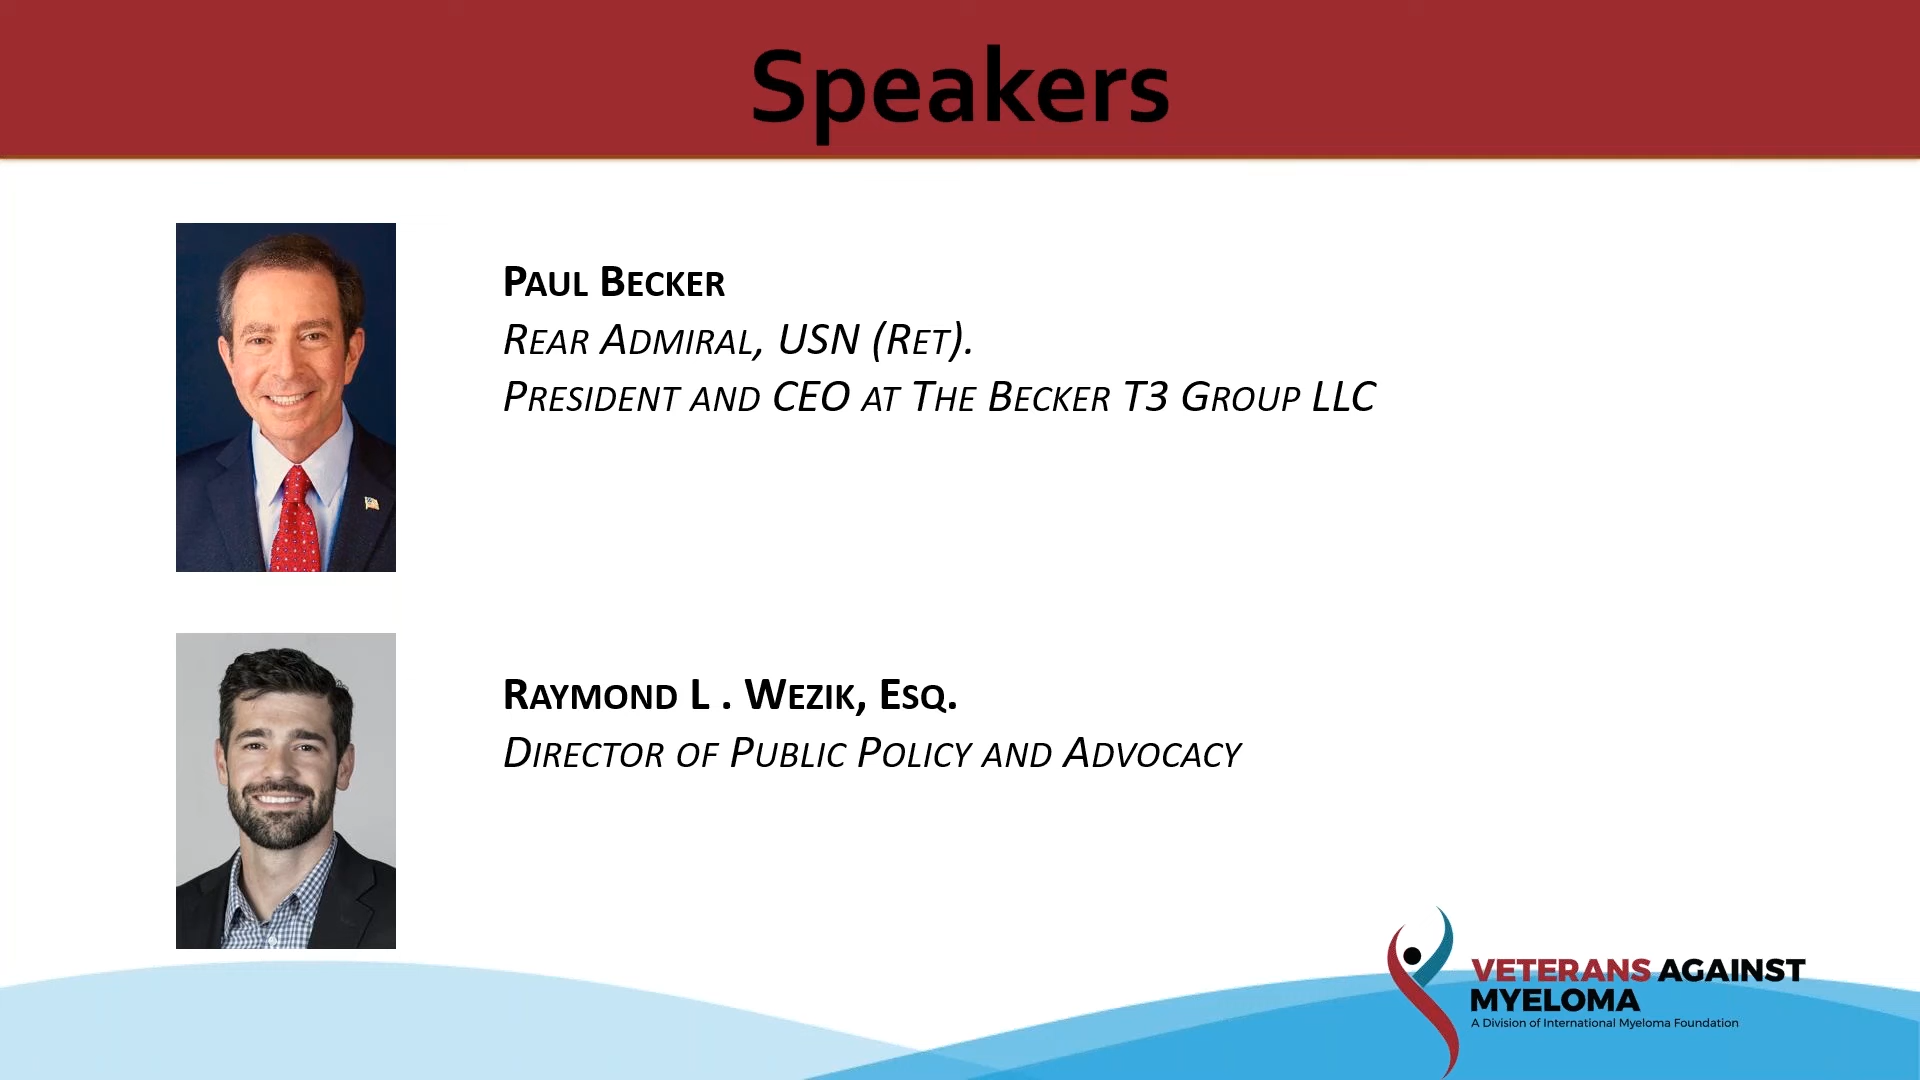 Speakers
Paul Becker
Rear Admiral, USN (Ret).
President and CEO at The Becker T3 Group LLC
Raymond L . Wezik, Esq.
Director of Public Policy and Advocacy
VETERANS AGAINST
MYELOMA
A Division of International Myeloma Foundation